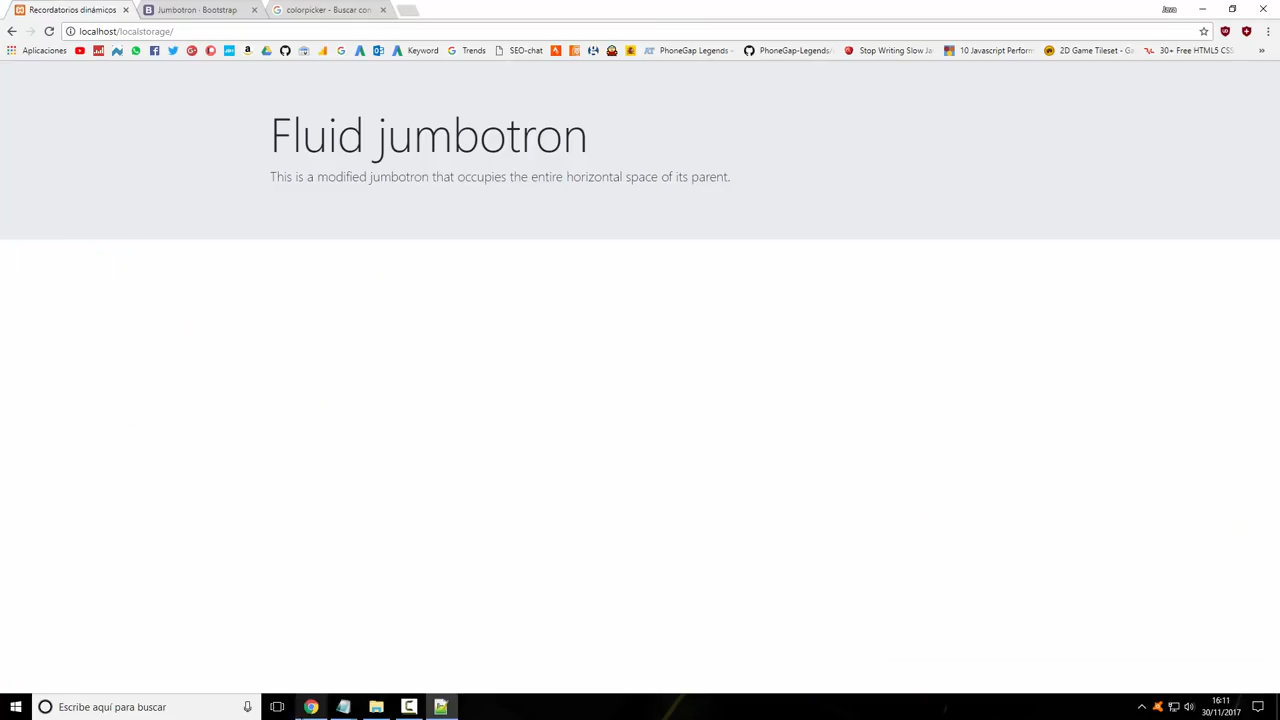 Recordatorios dinámicos
Jumbotron · Bootstrap
colorpicker - Buscar con
Java
localhost/localstorage/
Aplicaciones
Keyword
Trends
SEO-chat
PhoneGap Legends -
PhoneGap-Legends/
Stop Writing Slow Ja
10 Javascript Perform
2D Game Tileset - Ga
30+ Free HTML5 CSS
Fluid jumbotron
This is a modified jumbotron that occupies the entire horizontal space of its parent.
Escribe aquí para buscar
16:11
30/11/2017